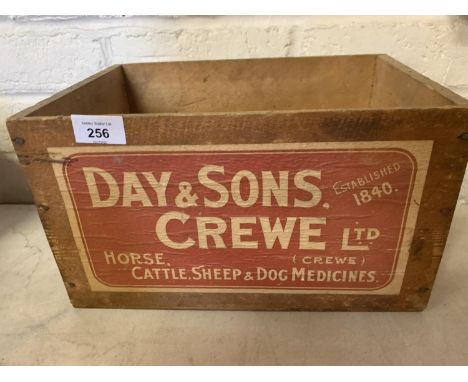 256
DAY & SONS,
CREWE LTD
ESTABLISHED
1840.
(CREWE)
HORSE,
CATTLE, SHEEP & DOG MEDICINES.